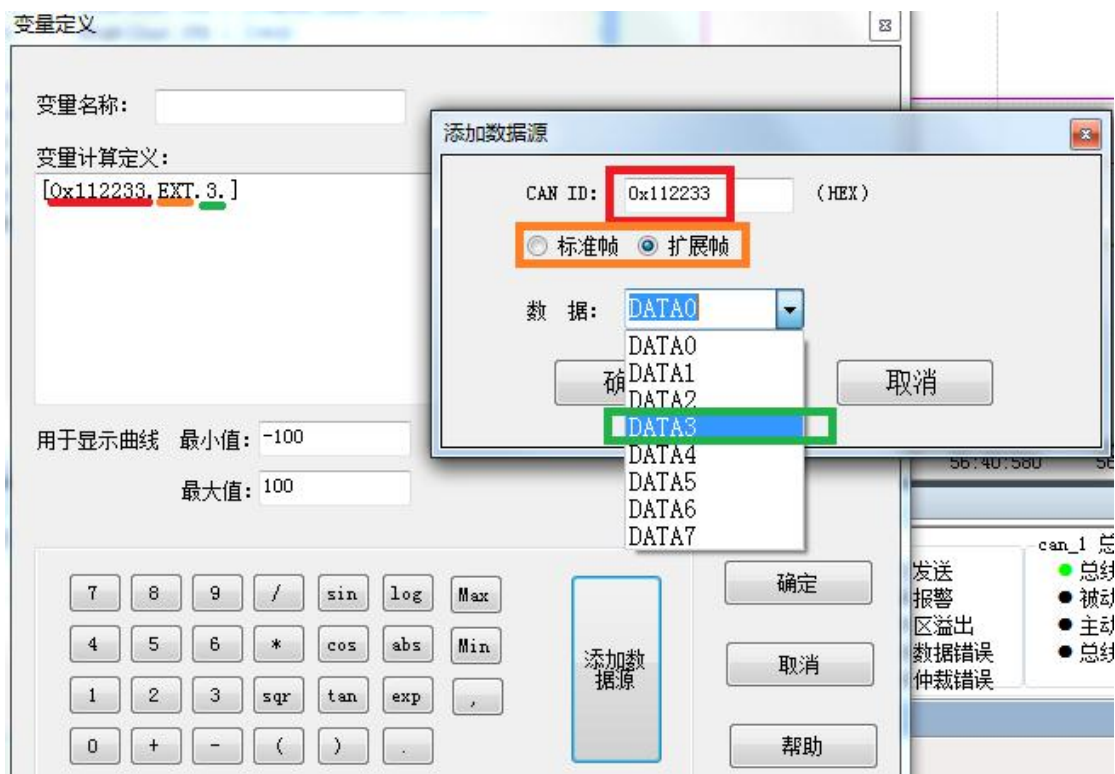 变量定义
变量名称:
变量计算定义:
[0x112233.EXT.3.]
添加数据源
CAN ID: 0x112233 (HEX)
标准帧 扩展帧
数 据: DATA0
DATA0
DATA1
DATA2
DATA3
DATA4
DATA5
DATA6
DATA7
取消
用于显示曲线 最小值: -100
最大值: 100
56:40:580
7 8 9 / sin log Max
4 5 6 * cos abs Min
1 2 3 sqr tan exp ,
0 + - ( ) .
添加数
据源
确定
取消
帮助
can_1
发送
报警
区溢出
数据错误
仲裁错误